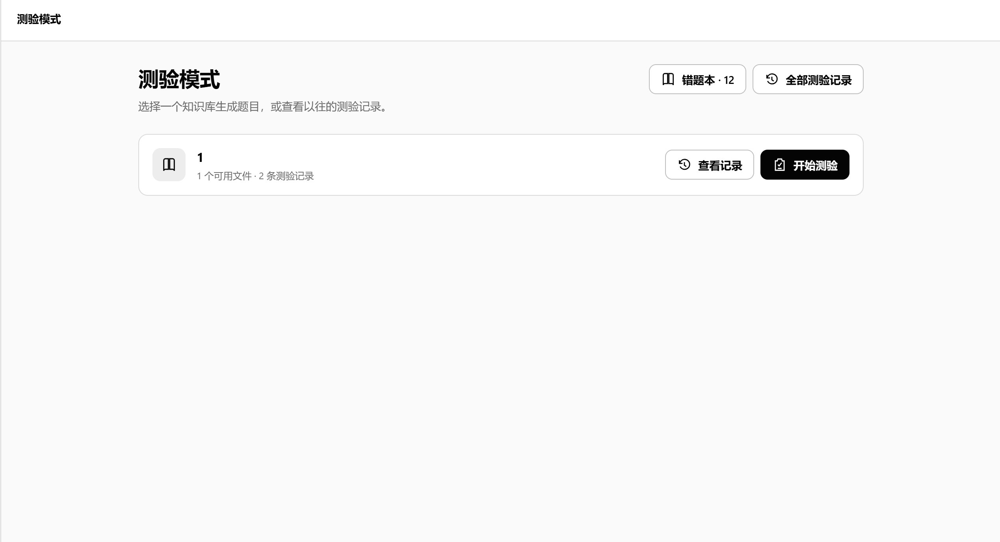 测验模式
测验模式
错题本 · 12
全部测验记录
选择一个知识库生成题目，或查看以往的测验记录。
1
1 个可用文件 · 2 条测验记录
查看记录
开始测验